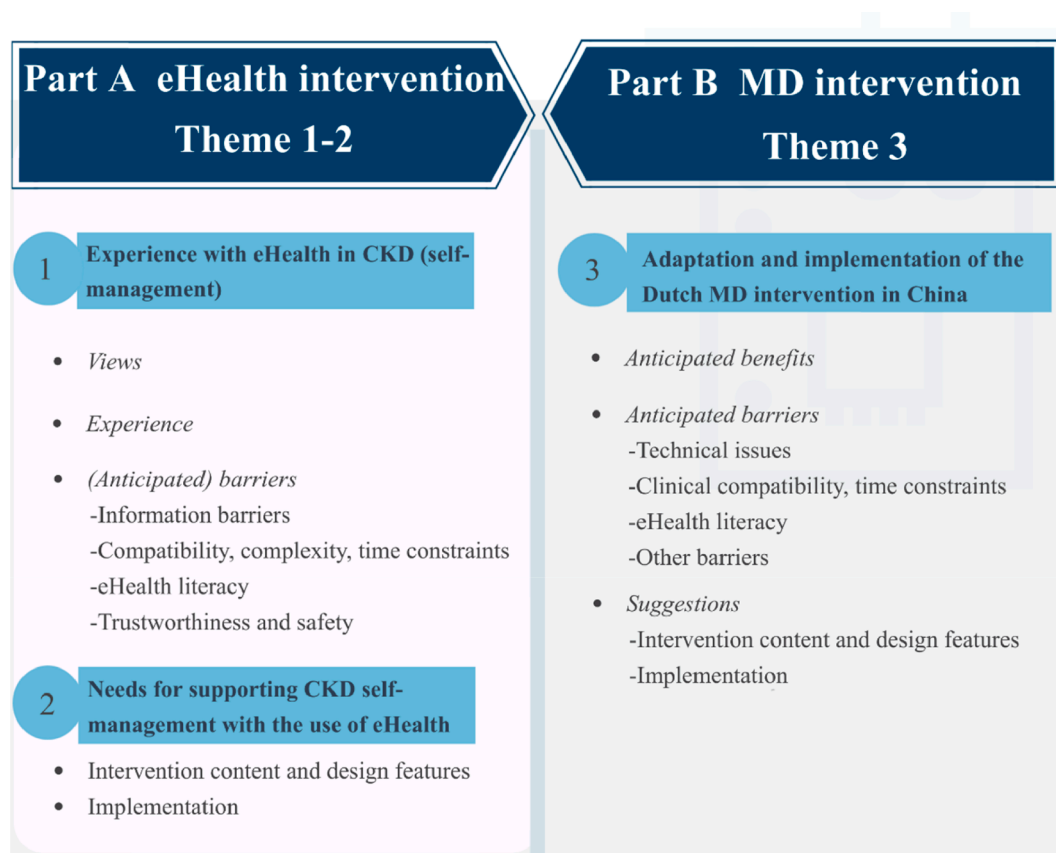 Part A eHealth intervention
Theme 1-2
1
Experience with eHealth in CKD (self-
management)
• Views
• Experience
• (Anticipated) barriers
-Information barriers
-Compatibility, complexity, time constraints
-eHealth literacy
-Trustworthiness and safety
2
Needs for supporting CKD self-
management with the use of eHealth
• Intervention content and design features
• Implementation
Part B MD intervention
Theme 3
3
Adaptation and implementation of the
Dutch MD intervention in China
• Anticipated benefits
• Anticipated barriers
-Technical issues
-Clinical compatibility, time constraints
-eHealth literacy
-Other barriers
• Suggestions
-Intervention content and design features
-Implementation